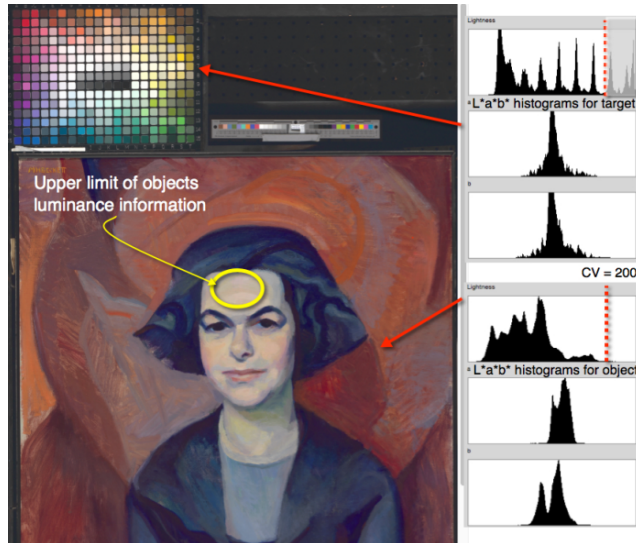 Lightness
a L*a*b* histograms for target
b
Upper limit of objects
luminance information
CV = 200
Lightness
a L*a*b* histograms for object
b